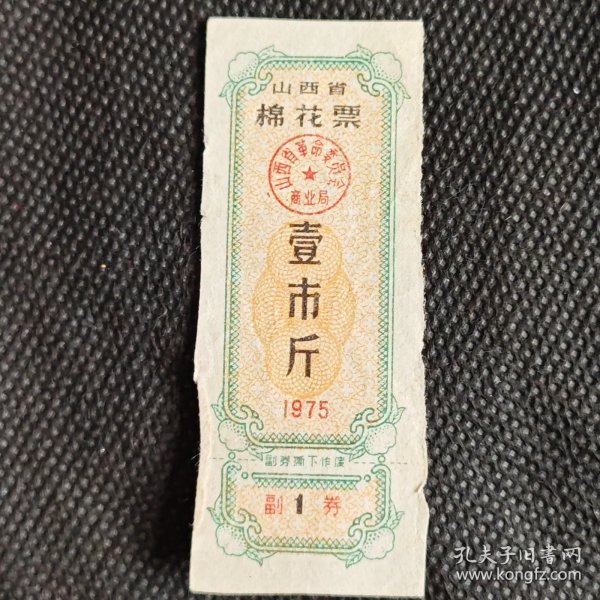 山西省
棉花票
山西省革命委员会
★
商业局
壹市斤
1975
副券撕下作废
副 1 券
孔夫子旧书网
www.kongfz.com